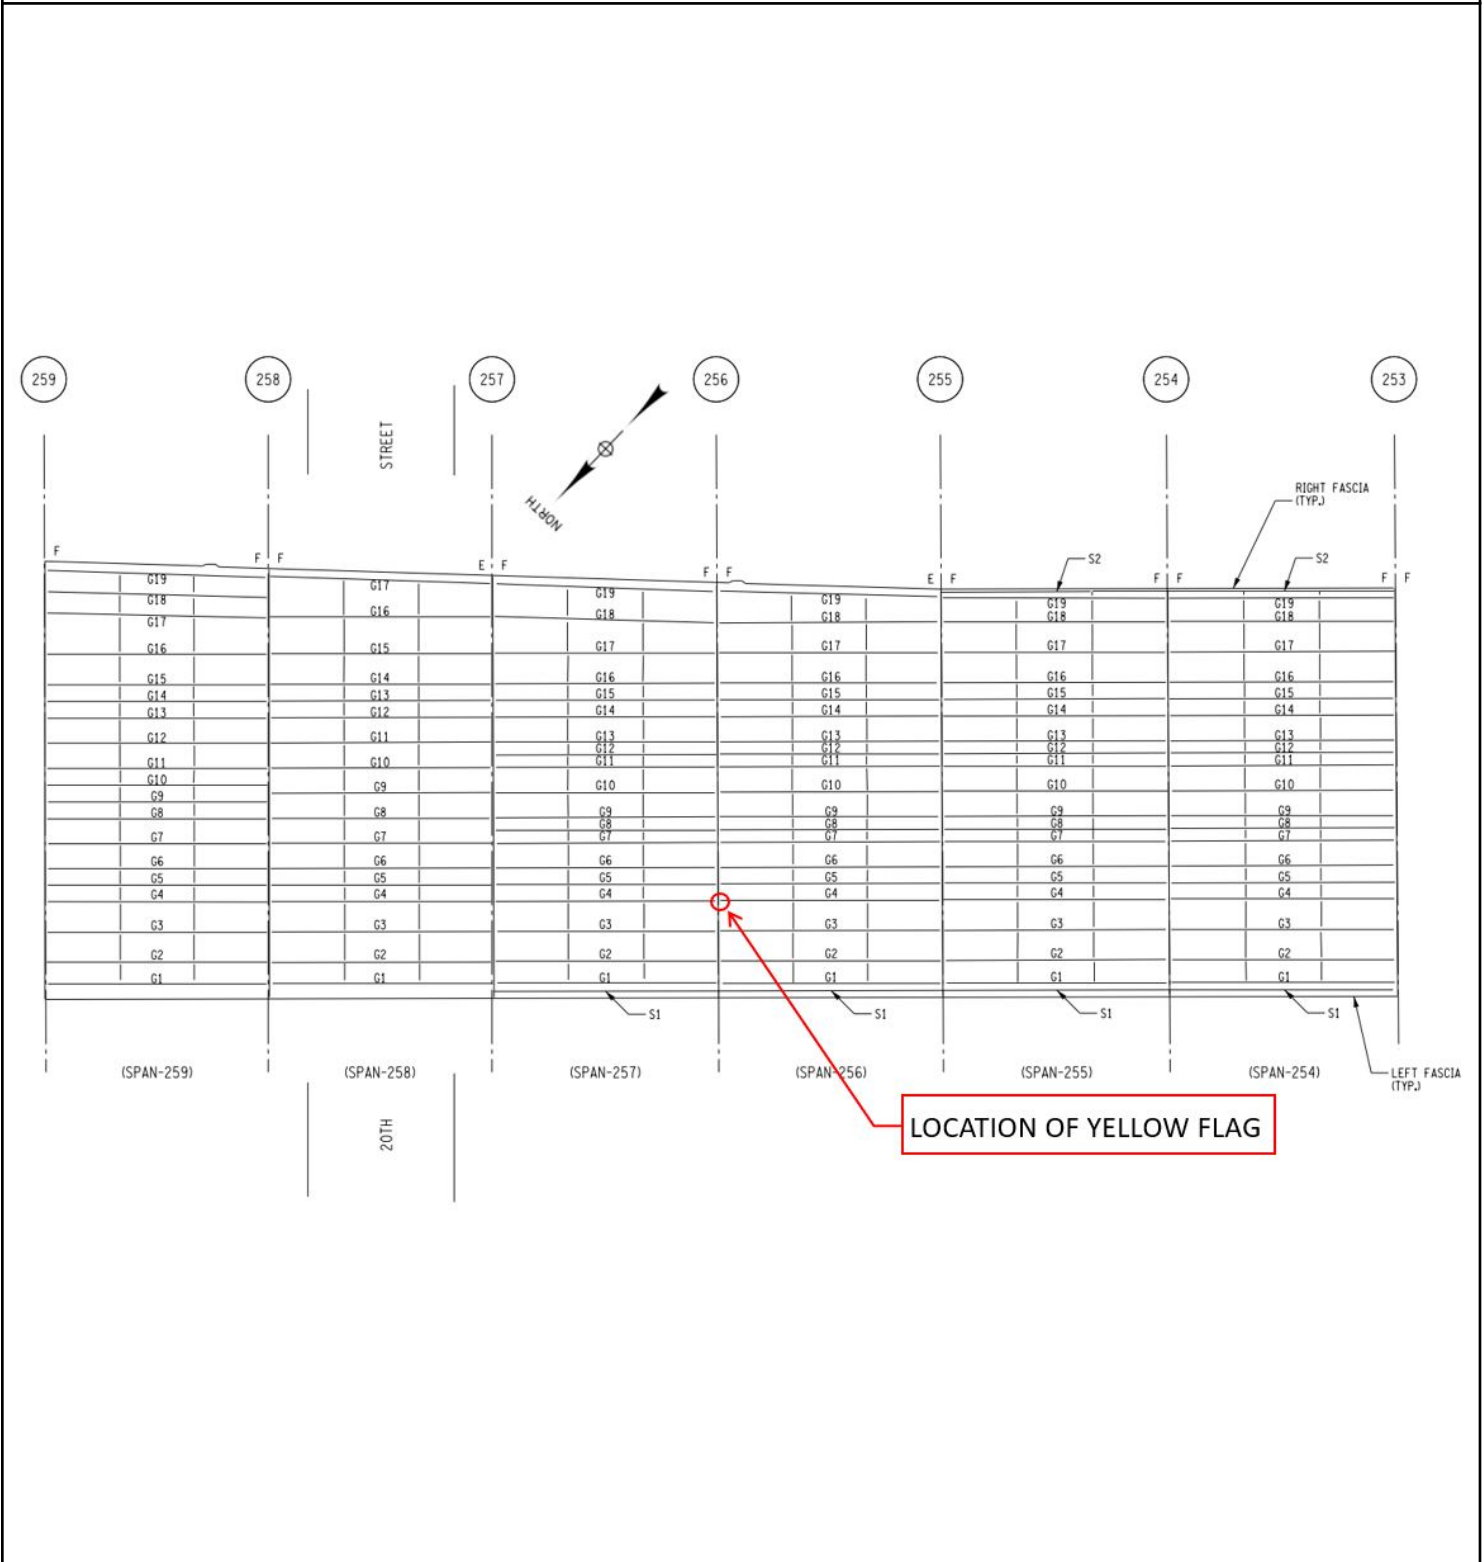 259 258 257 256 255 254 253
STREET
NORTH
RIGHT FASCIA
(TYP.)
S2 S2
F F F E F F F E F F F F F
G19 G17 G19 G19 G19 G19
G18 G16 G18 G18 G18 G18
G17
G16 G15 G17 G17 G17 G17
G15 G14 G16 G16 G16 G16
G14 G13 G15 G15 G15 G15
G13 G12 G14 G14 G14 G14
G12 G11 G13 G13 G13 G13
G12 G12 G12 G12
G11 G10 G11 G11 G11 G11
G10
G9 G9 G10 G10 G10 G10
G8 G8 G9 G9 G9 G9
G8 G8 G8 G8
G7 G7 G7 G7 G7 G7
G6 G6 G6 G6 G6 G6
G5 G5 G5 G5 G5 G5
G4 G4 G4 G4 G4 G4
G3 G3 G3 G3 G3 G3
G2 G2 G2 G2 G2 G2
G1 G1 G1 G1 G1 G1
S1 S1 S1 S1
(SPAN-259) (SPAN-258) (SPAN-257) (SPAN-256) (SPAN-255) (SPAN-254)
LEFT FASCIA
(TYP.)
20TH
LOCATION OF YELLOW FLAG